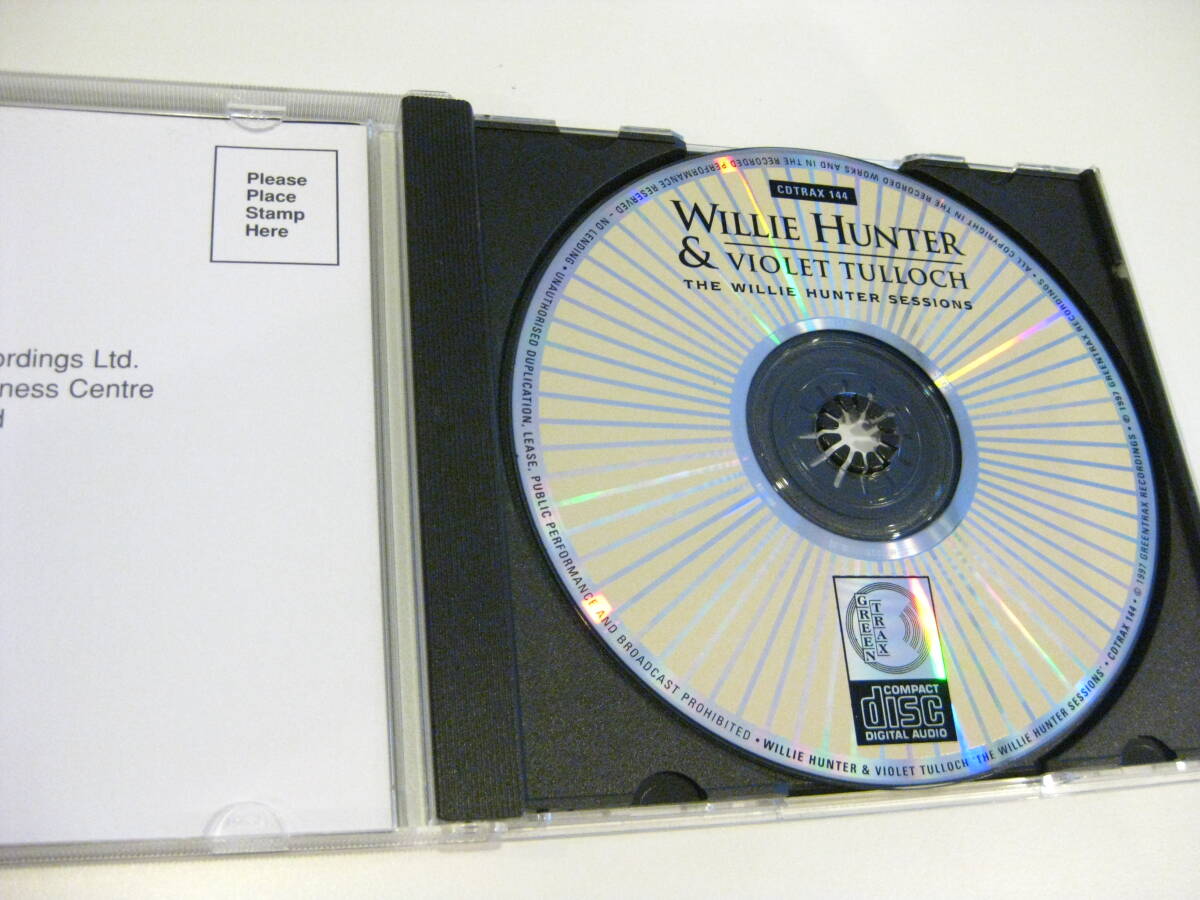 Please
Place
Stamp
Here
ordings Ltd.
ness Centre
d
CDTRAX 144
WILLIE HUNTER
& VIOLET TULLOCH
THE WILLIE HUNTER SESSIONS
GREEN
TRAX
COMPACT
disc
DIGITAL AUDIO
℗ 1997 GREENTRAX RECORDINGS • ALL COPYRIGHT IN THE RECORDED WORKS AND IN THE RECORDED PERFORMANCE RESERVED - NO LENDING • UNAUTHORISED DUPLICATION, LEASE, PUBLIC PERFORMANCE AND BROADCAST PROHIBITED • WILLIE HUNTER & VIOLET TULLOCH 'THE WILLIE HUNTER SESSIONS' • CDTRAX 144 • © 1997 GREENTRAX RECORDINGS •